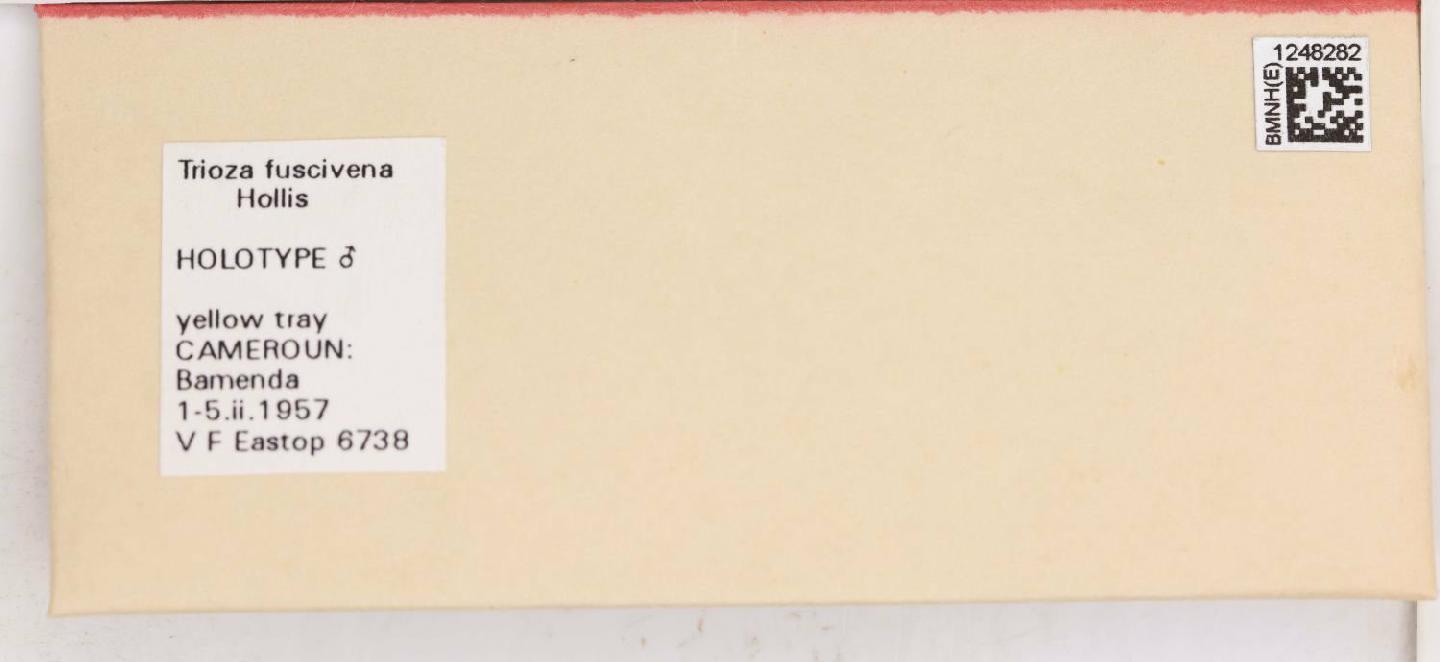 Trioza fuscivena
Hollis
HOLOTYPE ♂
yellow tray
CAMEROUN:
Bamenda
1-5.ii.1957
V F Eastop 6738
1248282
BMNH(E)